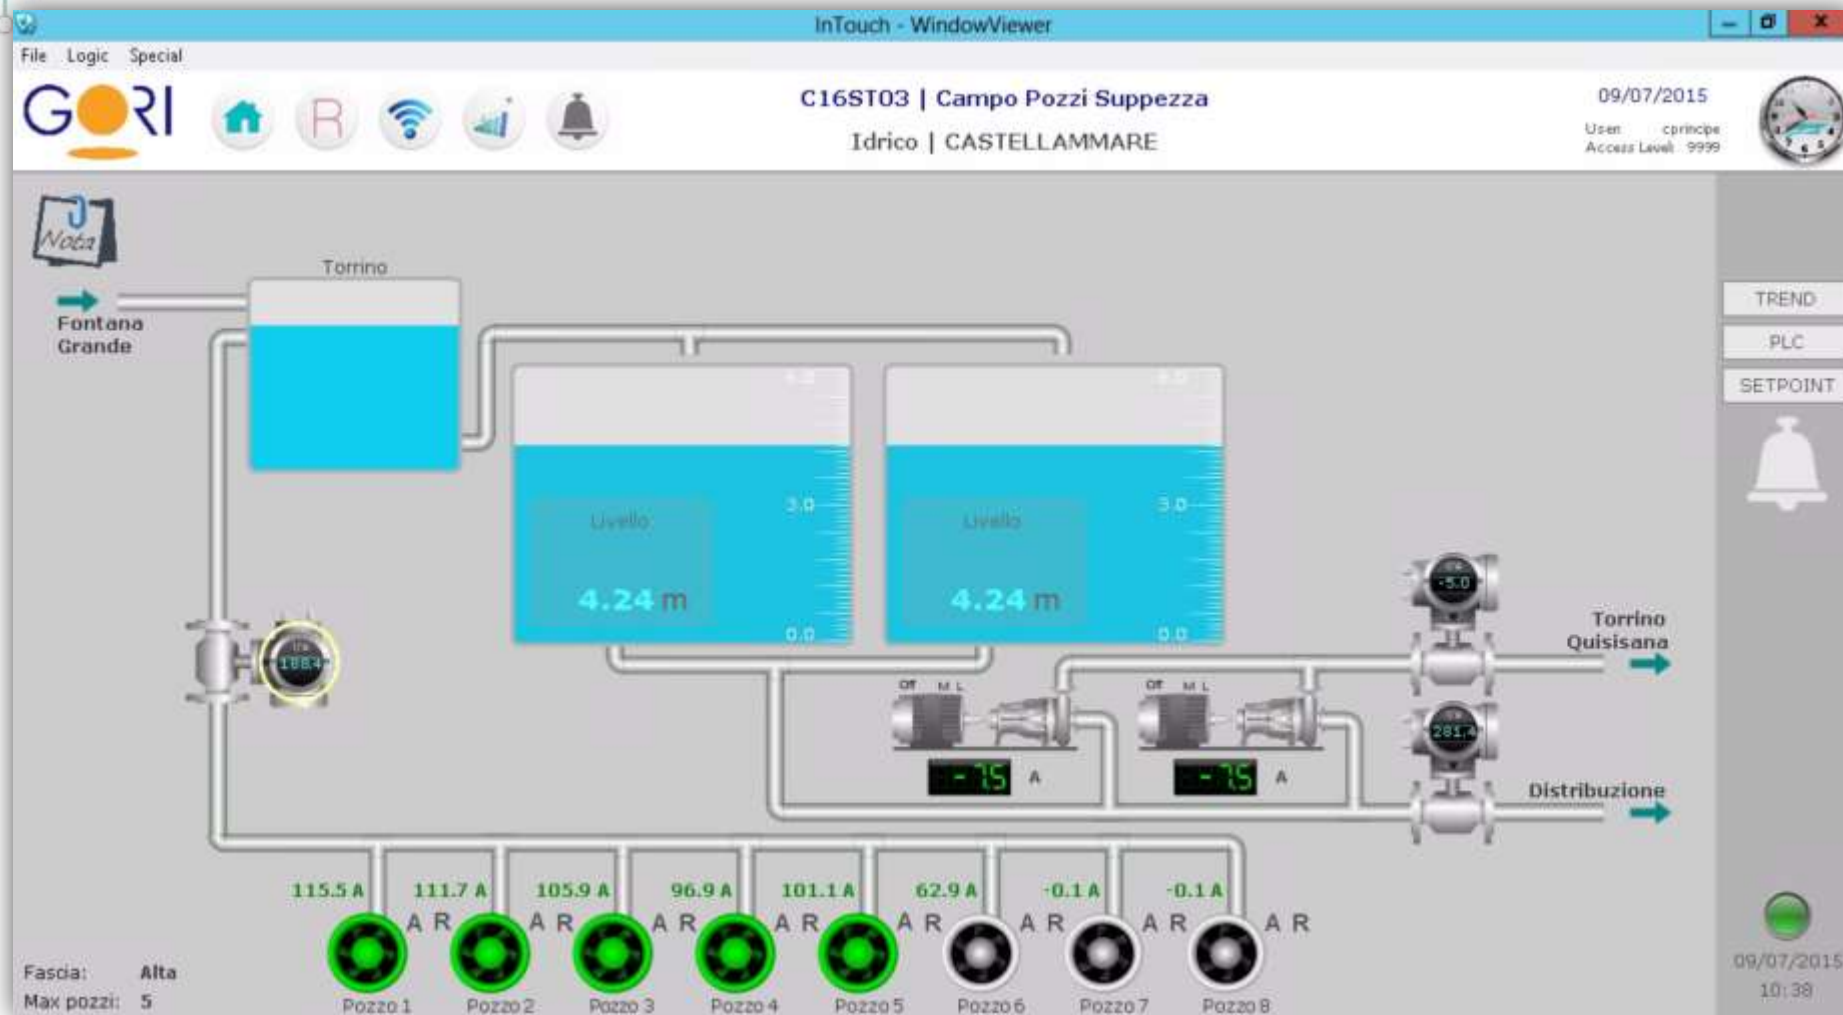 InTouch - WindowViewer
File Logic Special
GORI
R
C16ST03 | Campo Pozzi Suppezza
Idrico | CASTELLAMMARE
09/07/2015
User: cprincipe
Access Level: 9999
Nota
Torrino
Fontana
Grande
TREND
PLC
SETPOINT
3.0
3.0
Livello
Livello
4.24 m
4.24 m
0.0
0.0
-5.0
Torrino
Quisisana
188.4
Off M L
Off M L
281.4
-7.5 A
-7.5 A
Distribuzione
115.5 A 111.7 A 105.9 A 96.9 A 101.1 A 62.9 A -0.1 A -0.1 A
A R A R A R A R A R A R A R A R
Fascia: Alta
Max pozzi: 5
Pozzo 1 Pozzo 2 Pozzo 3 Pozzo 4 Pozzo 5 Pozzo 6 Pozzo 7 Pozzo 8
09/07/2015
10:38